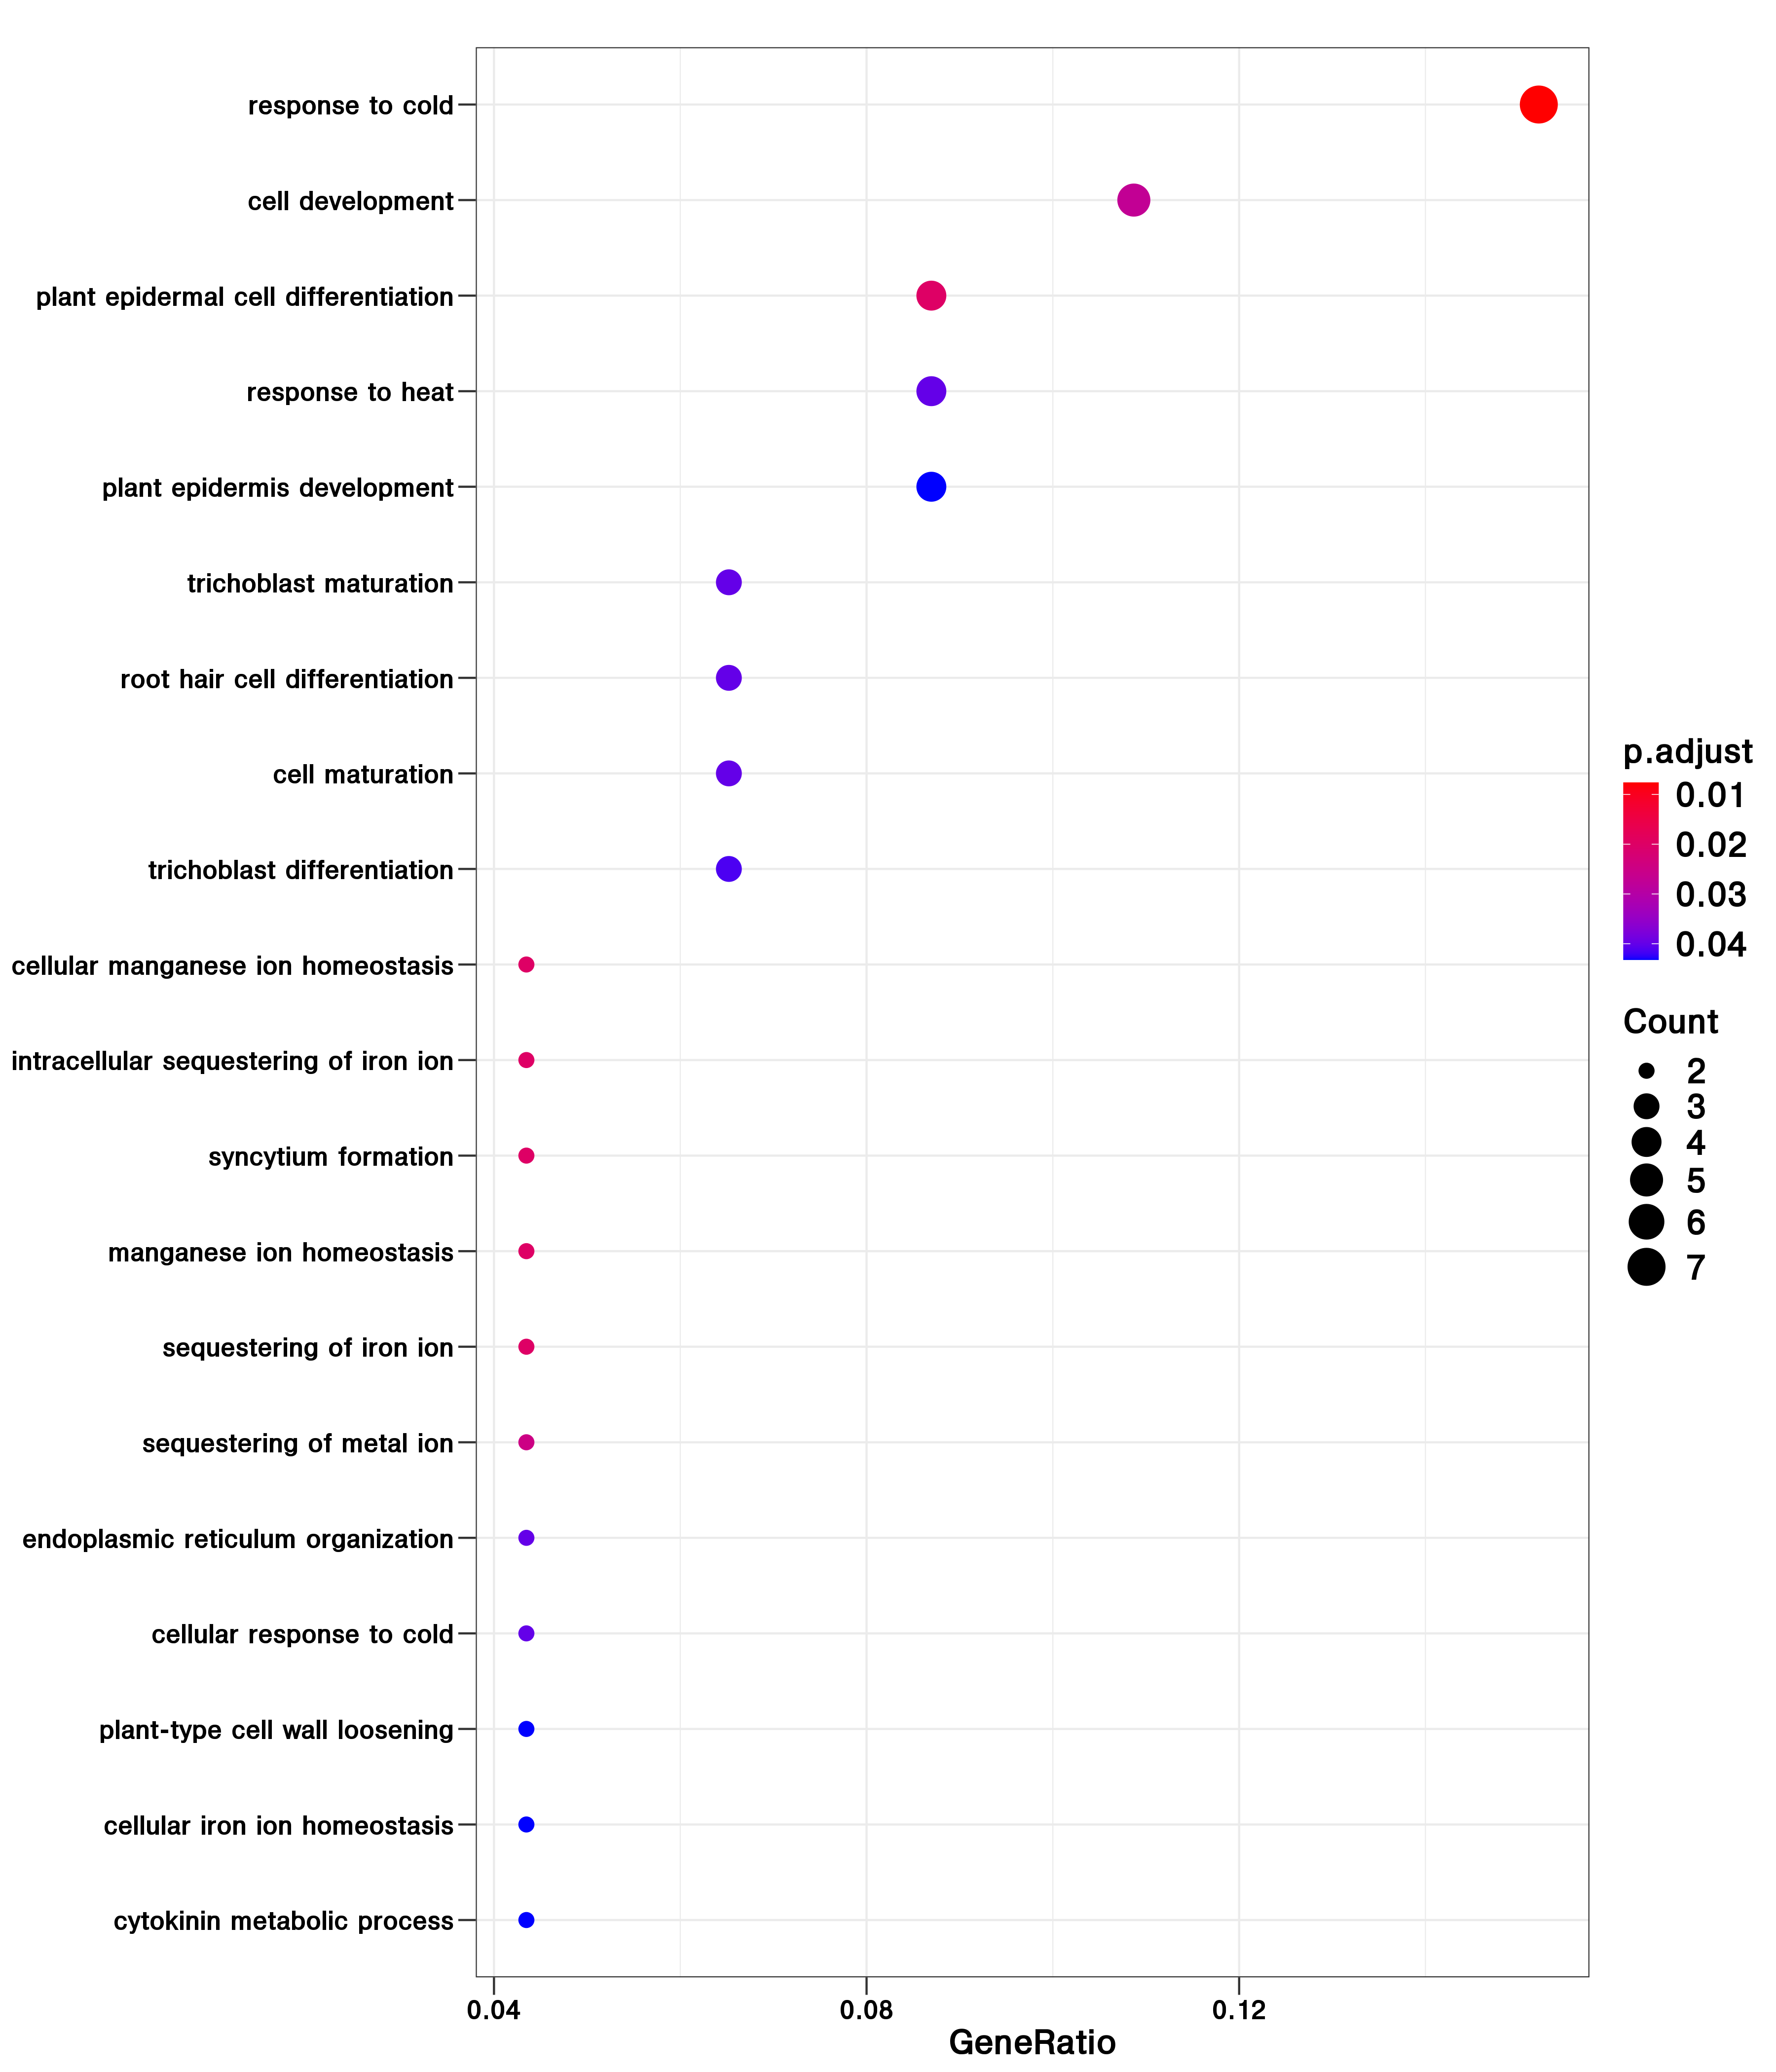 response to cold
cell development
plant epidermal cell differentiation
response to heat
plant epidermis development
trichoblast maturation
root hair cell differentiation
cell maturation
trichoblast differentiation
cellular manganese ion homeostasis
intracellular sequestering of iron ion
syncytium formation
manganese ion homeostasis
sequestering of iron ion
sequestering of metal ion
endoplasmic reticulum organization
cellular response to cold
plant-type cell wall loosening
cellular iron ion homeostasis
cytokinin metabolic process
0.04 0.08 0.12
GeneRatio
p.adjust
0.01
0.02
0.03
0.04
Count
2
3
4
5
6
7